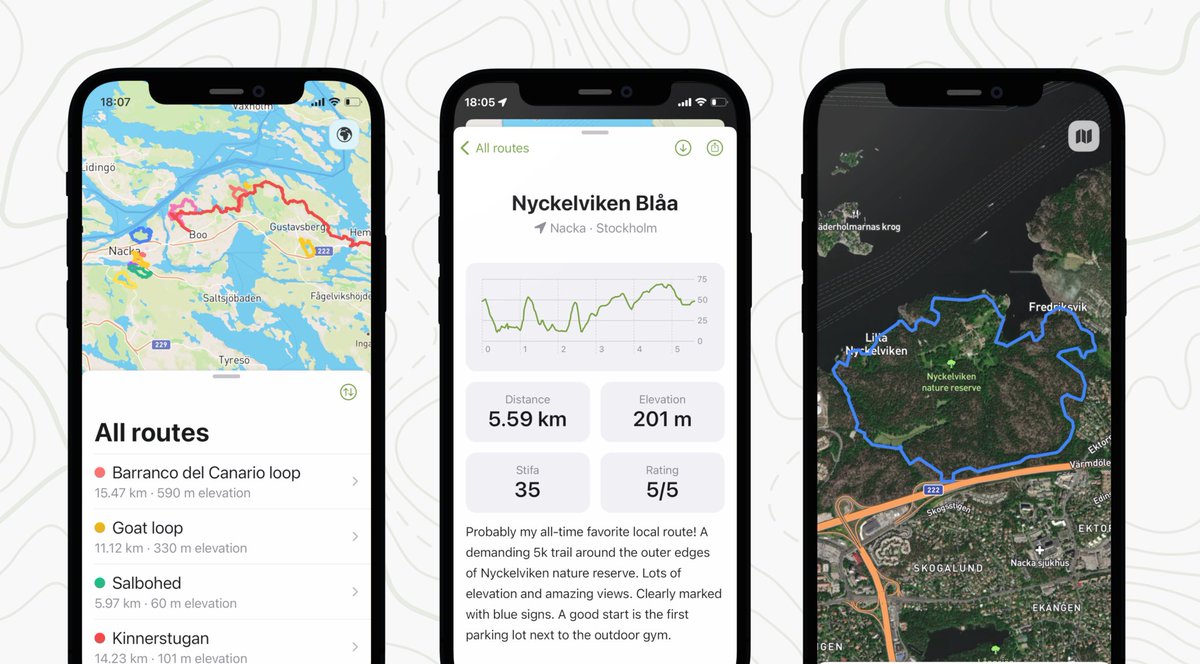 18:07
Vaxholm
Lidingö
Boo
Gustavsberg
Hem
Nacka
222
Saltsjöbaden
Fågelvikshöjde
229
Inga
Tyresö
All routes
Barranco del Canario loop
15.47 km · 590 m elevation
Goat loop
11.12 km · 330 m elevation
Salbohed
5.97 km · 60 m elevation
Kinnerstugan
14.23 km · 101 m elevation
18:05
All routes
Nyckelviken Blåa
Nacka · Stockholm
75
50
25
0
0 1 2 3 4 5
Distance
5.59 km
Elevation
201 m
Stifa
35
Rating
5/5
Probably my all-time favorite local route! A
demanding 5k trail around the outer edges
of Nyckelviken nature reserve. Lots of
elevation and amazing views. Clearly marked
with blue signs. A good start is the first
parking lot next to the outdoor gym.
äderholmarnas krog
Fredriksvik
Lilla
Nyckelviken
Nyckelviken
nature reserve
Ektorp
Värmdöle
222
Skogsstigen
Edins
EKTOR
Nacka sjukhus
SKOGALUND
EKÄNGEN
GEN